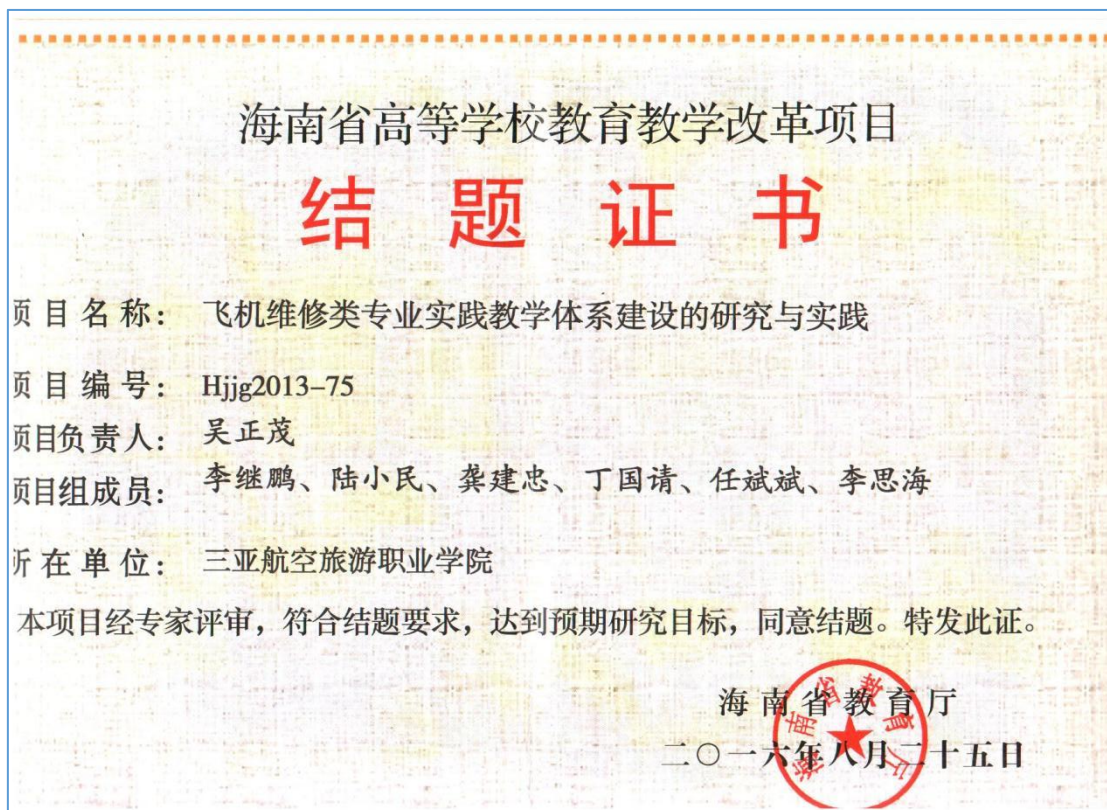 海南省高等学校教育教学改革项目
结题证书
项目名称： 飞机维修类专业实践教学体系建设的研究与实践
项目编号： Hjjg2013-75
项目负责人： 吴正茂
项目组成员： 李继鹏、陆小民、龚建忠、丁国请、任斌斌、李思海
所在单位： 三亚航空旅游职业学院
本项目经专家评审，符合结题要求，达到预期研究目标，同意结题。特发此证。
海南省教育厅
二〇一六年八月二十五日
海南省教育厅